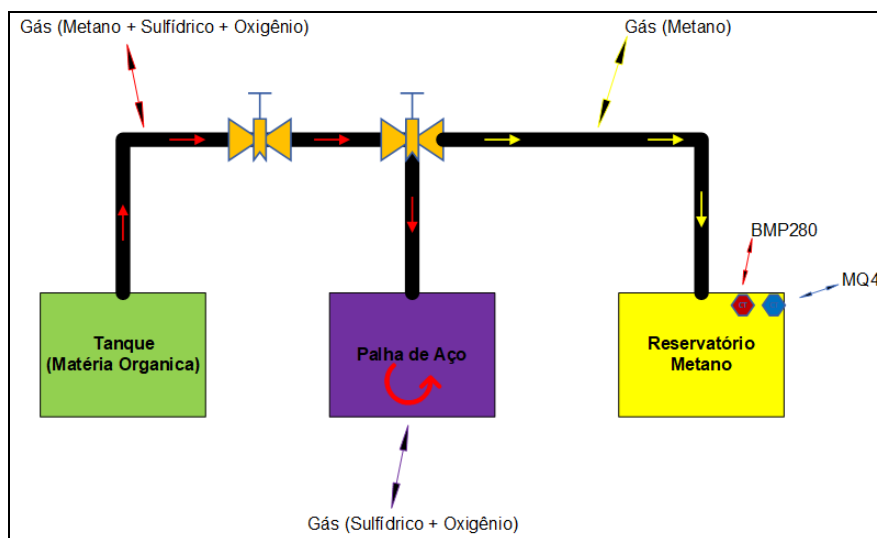 Gás (Metano + Sulfídrico + Oxigênio)
Gás (Metano)
BMP280
MQ4
Tanque
(Matéria Organica)
Palha de Aço
Reservatório
Metano
Gás (Sulfídrico + Oxigênio)